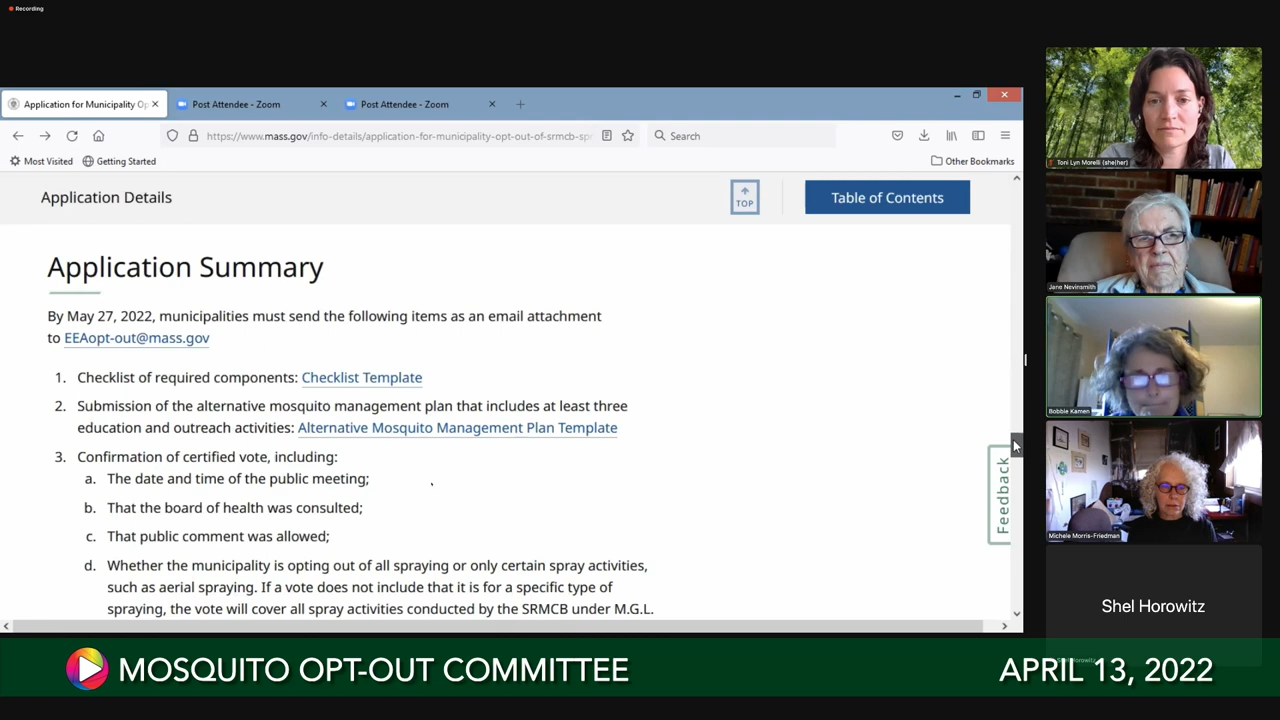 Recording
Application for Municipality Op
Post Attendee - Zoom
Post Attendee - Zoom
https://www.mass.gov/info-details/application-for-municipality-opt-out-of-srmcb-spr
Search
Most Visited
Getting Started
Other Bookmarks
Application Details
TOP
Table of Contents
Application Summary
By May 27, 2022, municipalities must send the following items as an email attachment
to EEAopt-out@mass.gov
1. Checklist of required components: Checklist Template
2. Submission of the alternative mosquito management plan that includes at least three
education and outreach activities: Alternative Mosquito Management Plan Template
3. Confirmation of certified vote, including:
a. The date and time of the public meeting;
b. That the board of health was consulted;
c. That public comment was allowed;
d. Whether the municipality is opting out of all spraying or only certain spray activities,
such as aerial spraying. If a vote does not include that it is for a specific type of
spraying, the vote will cover all spray activities conducted by the SRMCB under M.G.L.
Feedback
Toni Lyn Morelli (she|her)
Jane Nevinsmith
Bobbie Kamen
Michele Morris-Friedman
Shel Horowitz
Shel Horowitz
MOSQUITO OPT-OUT COMMITTEE
APRIL 13, 2022